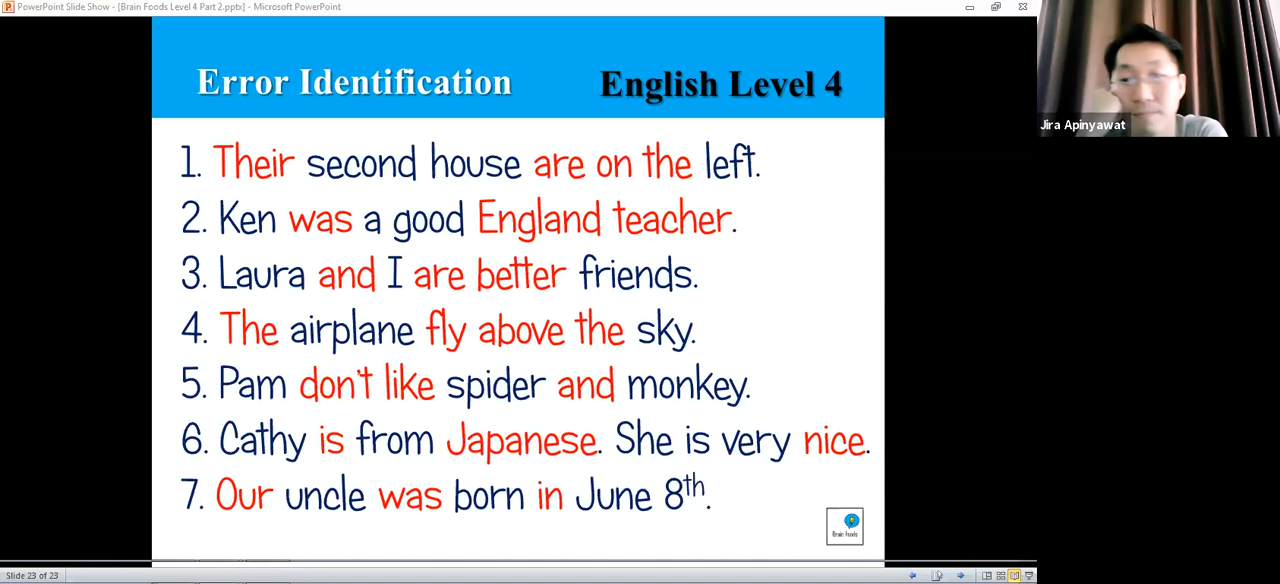 PowerPoint Slide Show - [Brain Foods Level 4 Part 2.pptx] - Microsoft PowerPoint
Error Identification English Level 4
Jira Apinyawat
1. Their second house are on the left.
2. Ken was a good England teacher.
3. Laura and I are better friends.
4. The airplane fly above the sky.
5. Pam don't like spider and monkey.
6. Cathy is from Japanese. She is very nice.
7. Our uncle was born in June 8th.
Brain Foods
Slide 23 of 23